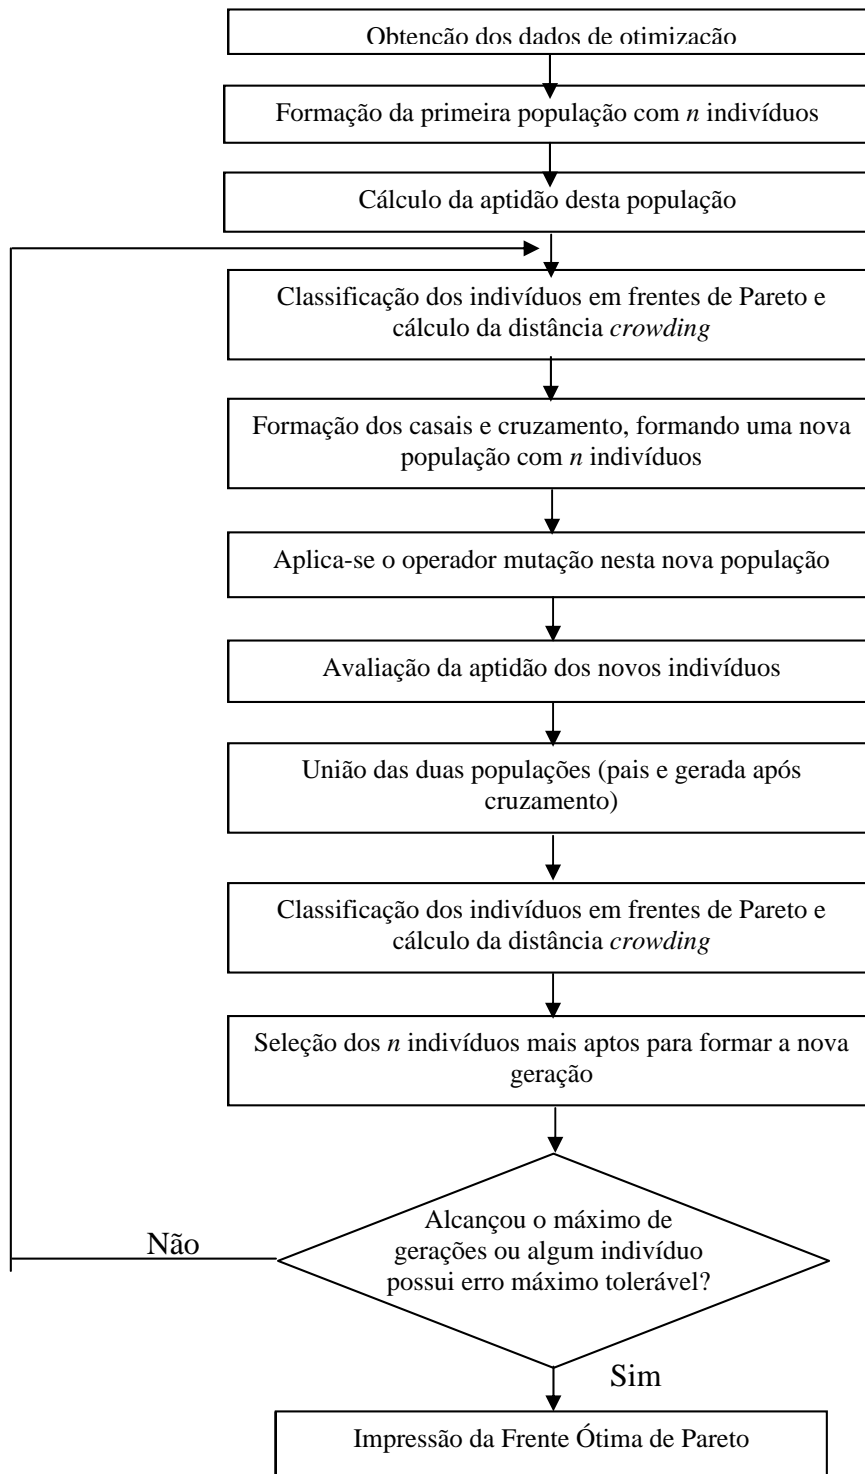 Obtenção dos dados de otimização
Formação da primeira população com n indivíduos
Cálculo da aptidão desta população
Classificação dos indivíduos em frentes de Pareto e
cálculo da distância crowding
Formação dos casais e cruzamento, formando uma nova
população com n indivíduos
Aplica-se o operador mutação nesta nova população
Avaliação da aptidão dos novos indivíduos
União das duas populações (pais e gerada após
cruzamento)
Classificação dos indivíduos em frentes de Pareto e
cálculo da distância crowding
Seleção dos n indivíduos mais aptos para formar a nova
geração
Alcançou o máximo de
gerações ou algum indivíduo
possui erro máximo tolerável?
Não
Sim
Impressão da Frente Ótima de Pareto